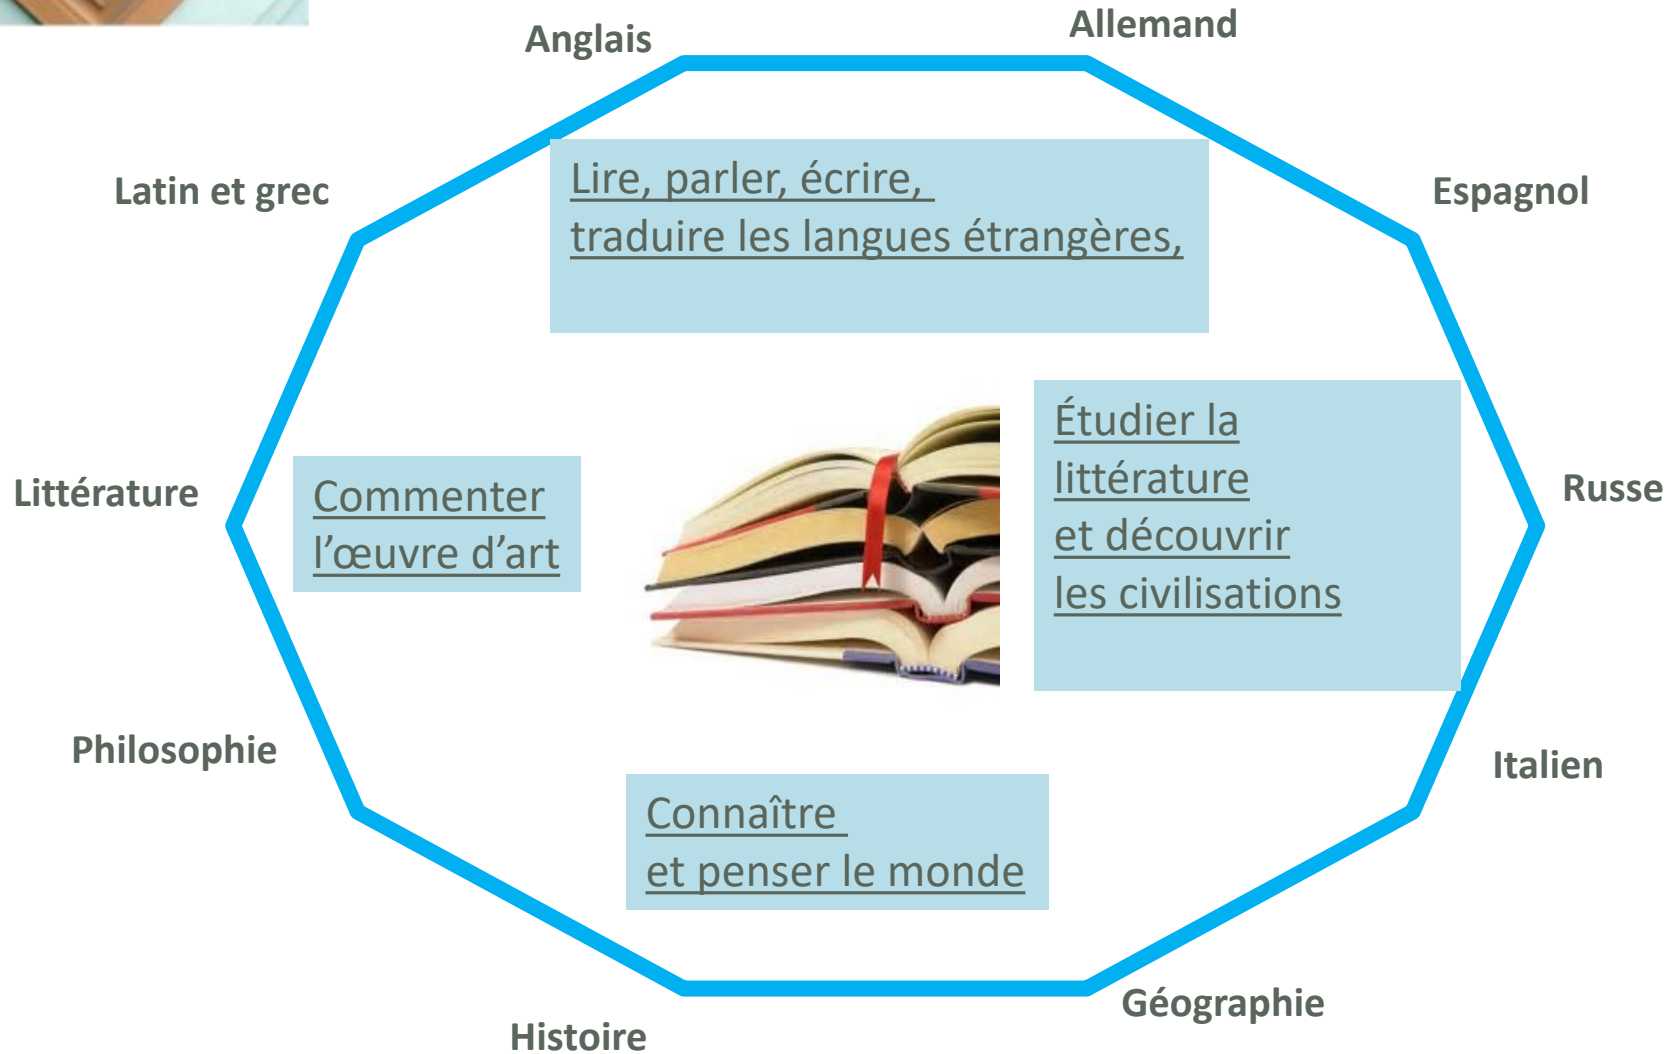 Anglais
Allemand
Latin et grec
Espagnol
Lire, parler, écrire,
traduire les langues étrangères,
Étudier la
littérature
et découvrir
les civilisations
Littérature
Commenter
l’œuvre d’art
Russe
Philosophie
Italien
Connaître
et penser le monde
Géographie
Histoire